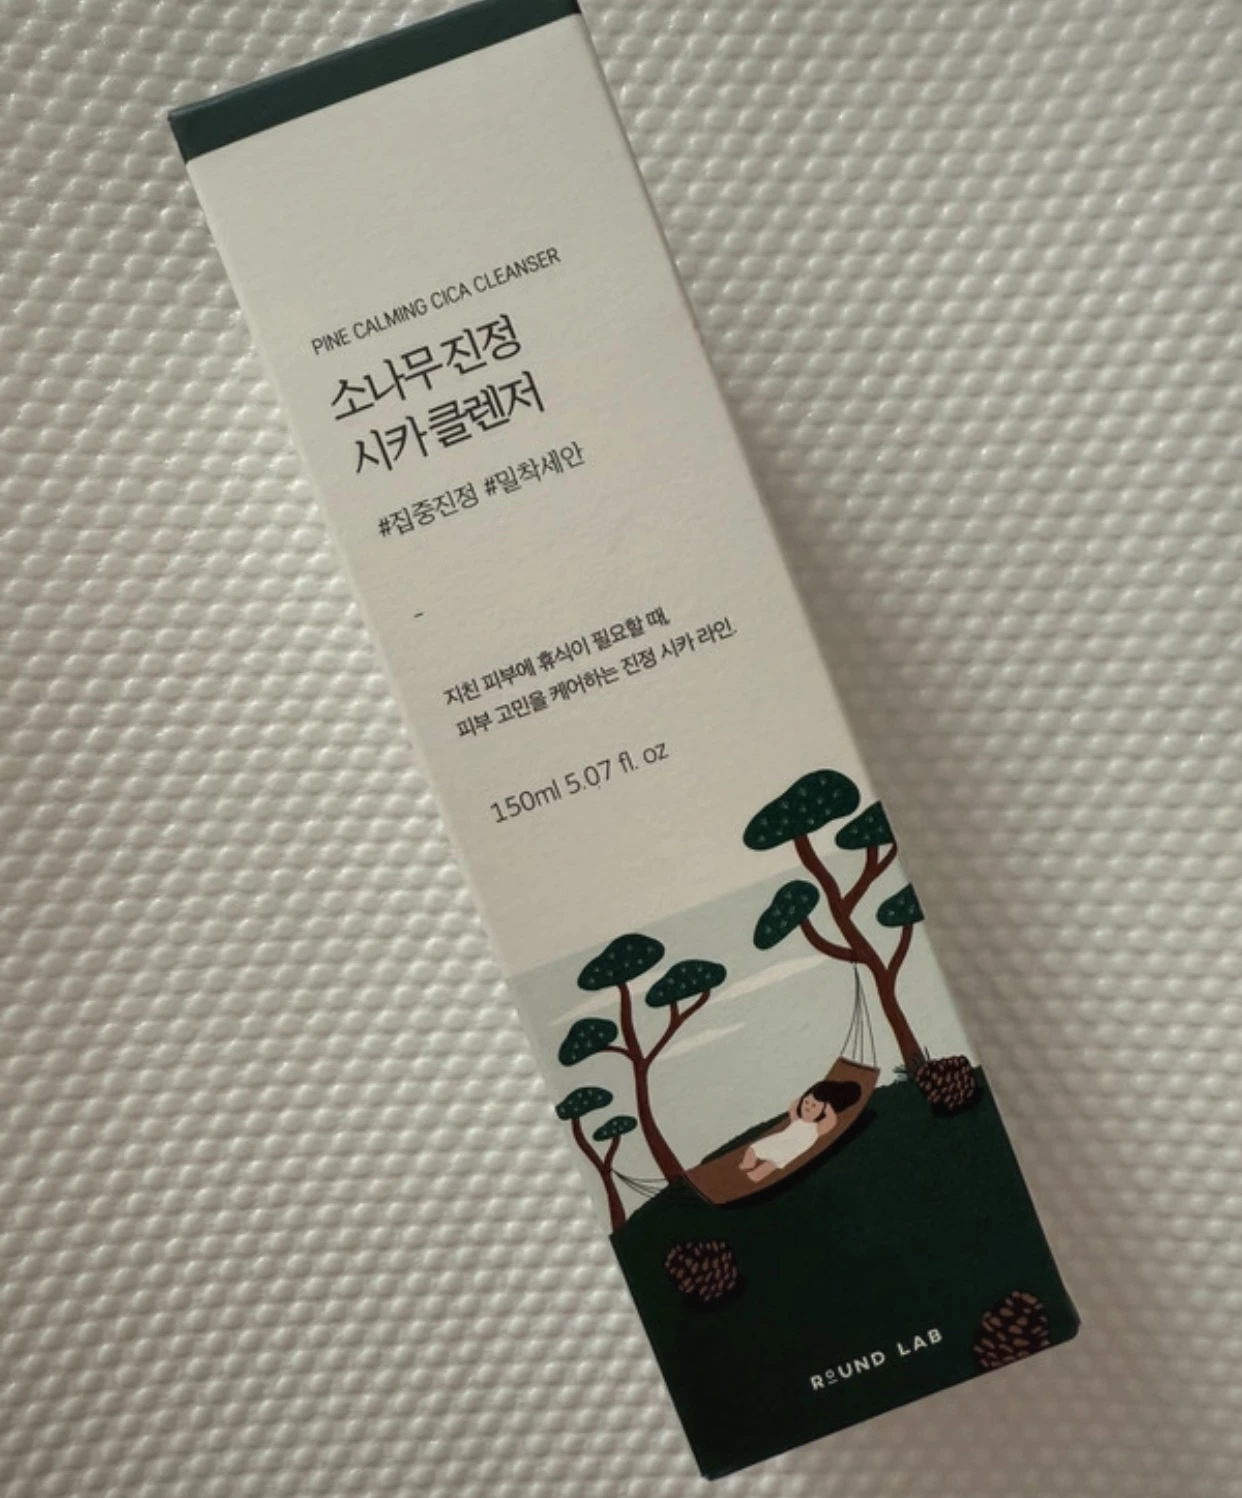 PINE CALMING CICA CLEANSER
소나무 진정
시카 클렌저
#집중진정 #밀착세안
-
지친 피부에 휴식이 필요할 때,
피부 고민을 케어하는 진정 시카 라인.
150ml 5.07 fl. oz
ROUND LAB